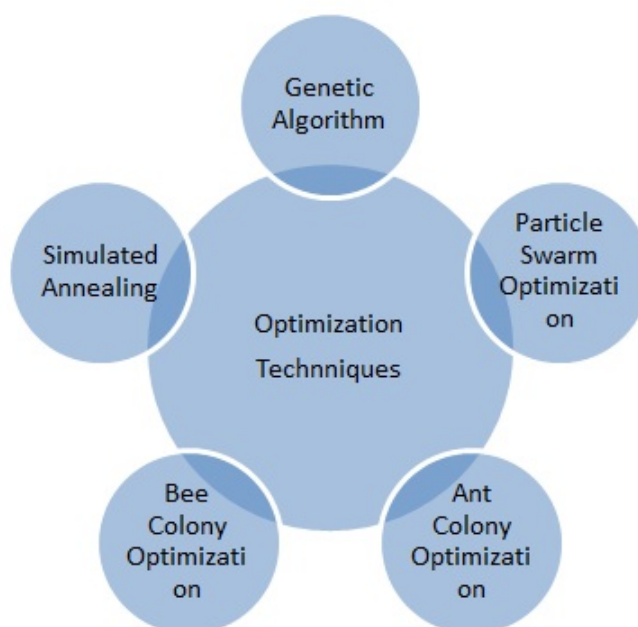 Genetic
Algorithm
Simulated
Annealing
Particle
Swarm
Optimizati
on
Optimization
Technniques
Bee
Colony
Optimizati
on
Ant
Colony
Optimizati
on